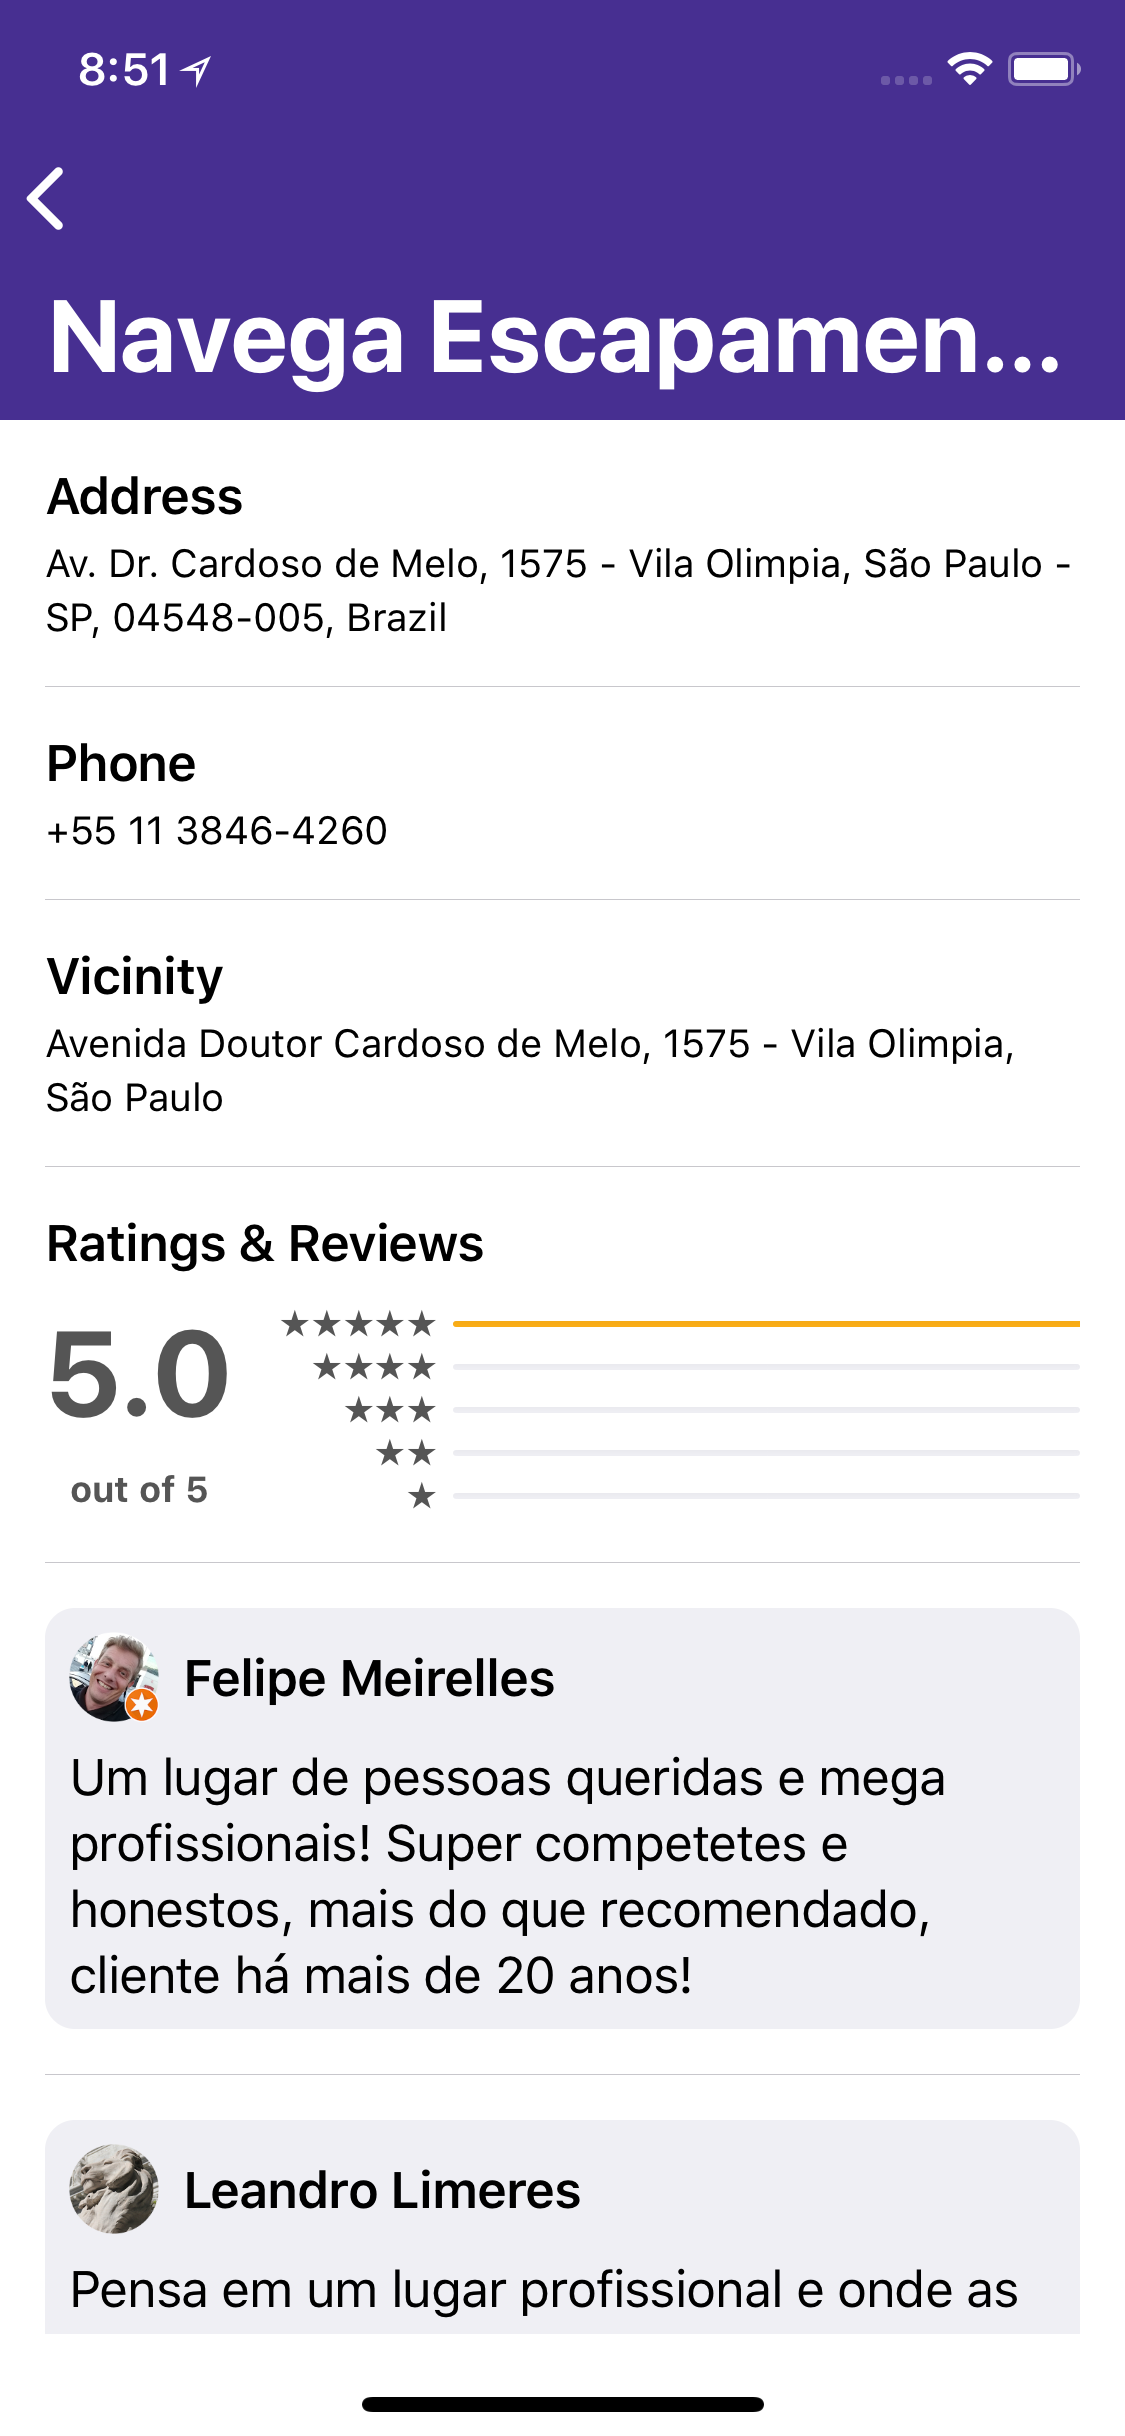 8:51
Navega Escapamen...
Address
Av. Dr. Cardoso de Melo, 1575 - Vila Olimpia, São Paulo -
SP, 04548-005, Brazil
Phone
+55 11 3846-4260
Vicinity
Avenida Doutor Cardoso de Melo, 1575 - Vila Olimpia,
São Paulo
Ratings & Reviews
5.0
out of 5
Felipe Meirelles
Um lugar de pessoas queridas e mega
profissionais! Super competetes e
honestos, mais do que recomendado,
cliente há mais de 20 anos!
Leandro Limeres
Pensa em um lugar profissional e onde as